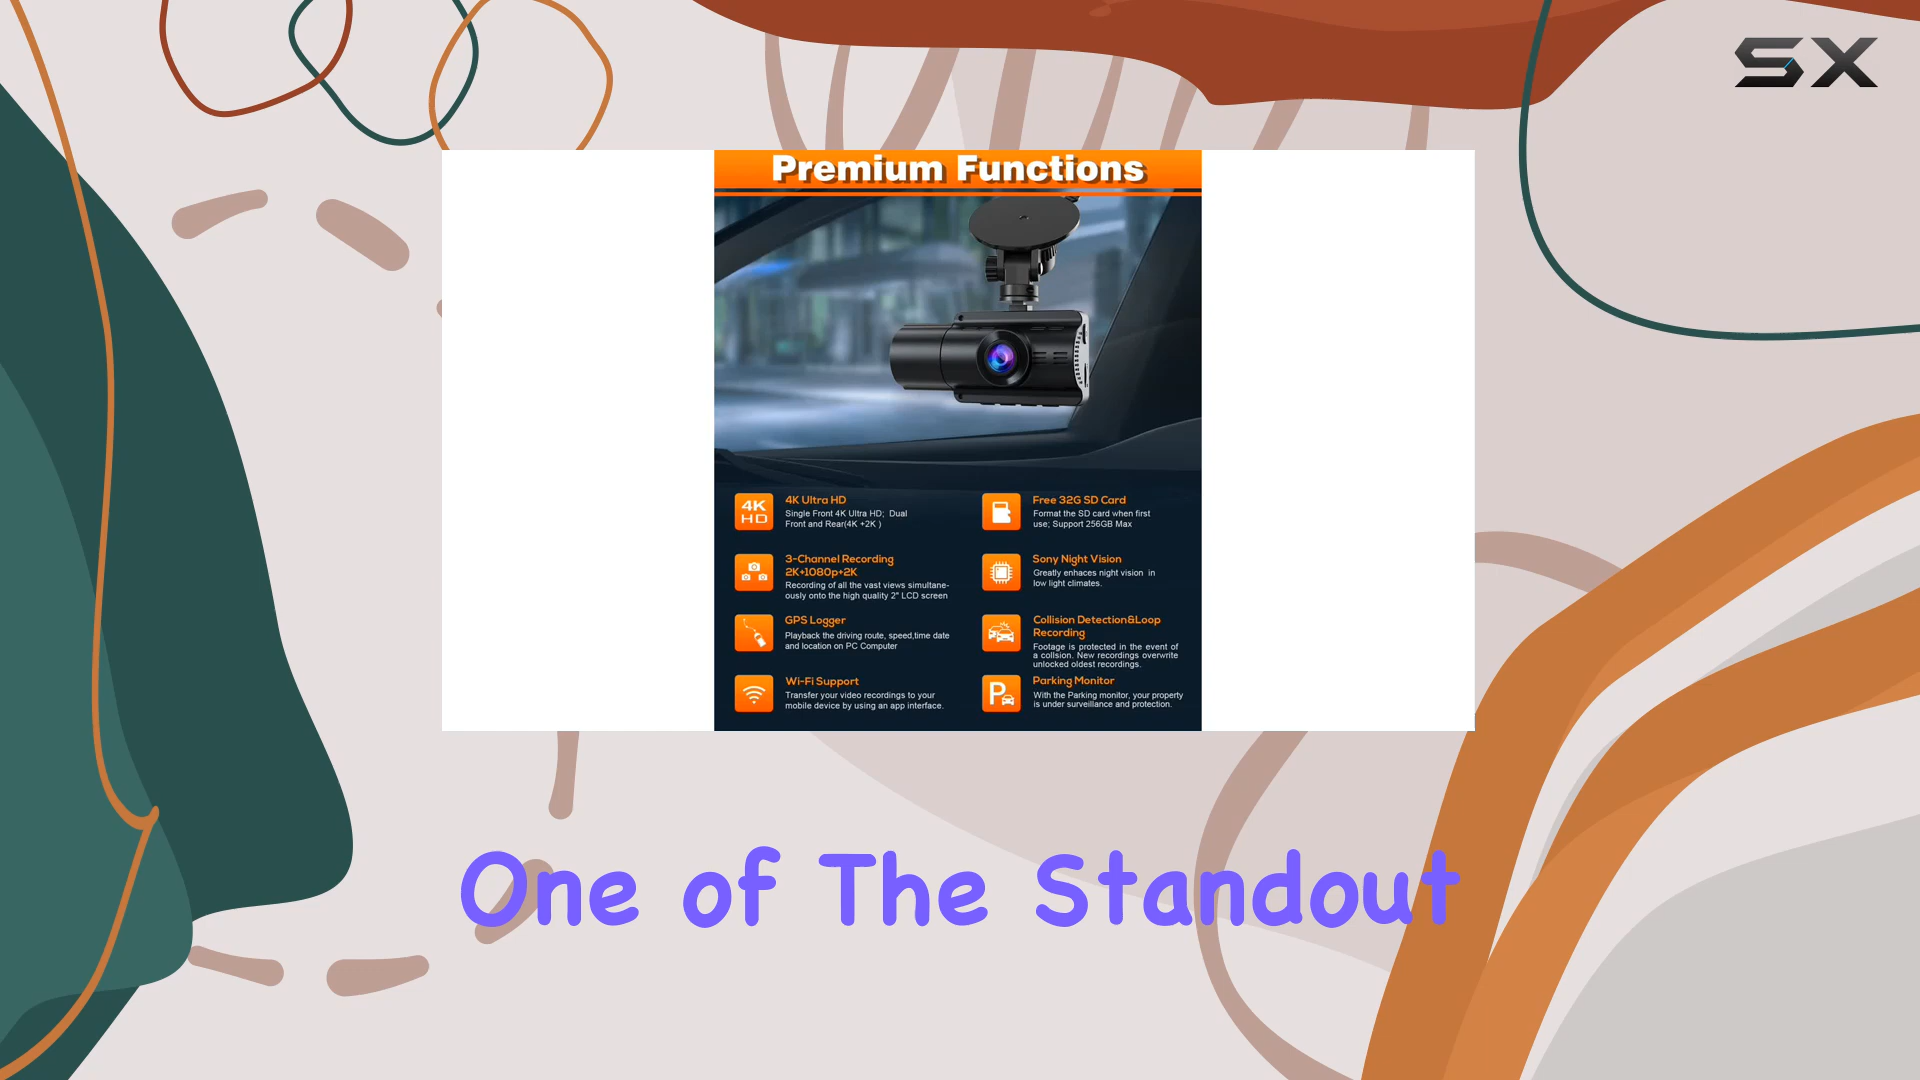 SX
Premium Functions
4K
HD
4K Ultra HD
Single Front 4K Ultra HD; Dual
Front and Rear(4K +2K )
Free 32G SD Card
Format the SD card when first
use; Support 256GB Max
3-Channel Recording
2K+1080p+2K
Recording of all the vast views simultane-
ously onto the high quality 2" LCD screen
Sony Night Vision
Greatly enhaces night vision in
low light climates.
GPS Logger
Playback the driving route, speed,time date
and location on PC Computer
Collision Detection&Loop
Recording
Footage is protected in the event of
a collsion. New recordings overwrite
unlocked oldest recordings.
Wi-Fi Support
Transfer your video recordings to your
mobile device by using an app interface.
P
Parking Monitor
With the Parking monitor, your property
is under surveillance and protection.
One of The Standout